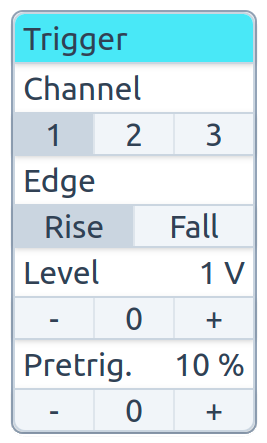 Trigger
Channel
1 2 3
Edge
Rise Fall
Level 1 V
- 0 +
Pretrig. 10 %
- 0 +